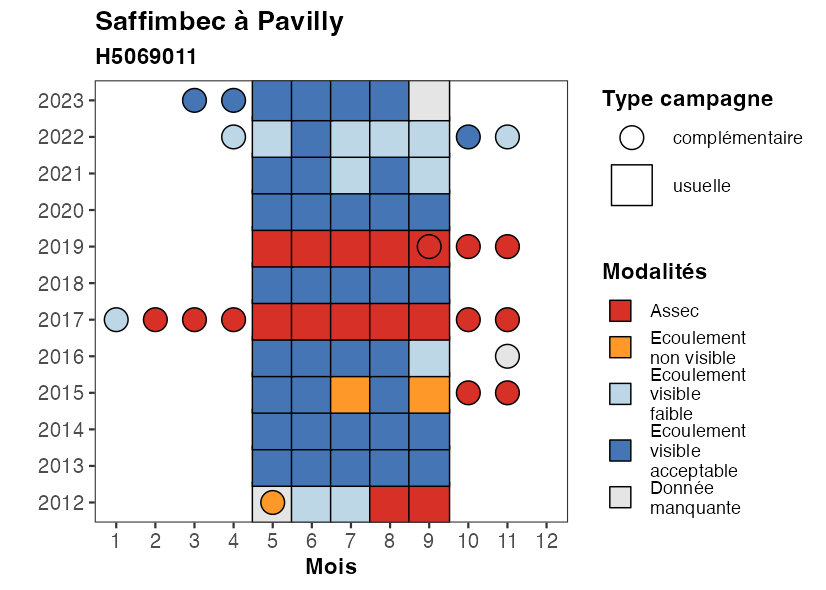 Saffimbec à Pavilly
H5069011
2023
2022
2021
2020
2019
2018
2017
2016
2015
2014
2013
2012
1 2 3 4 5 6 7 8 9 10 11 12
Mois
Type campagne
complémentaire
usuelle
Modalités
Assec
Ecoulement
non visible
Ecoulement
visible
faible
Ecoulement
visible
acceptable
Donnée
manquante